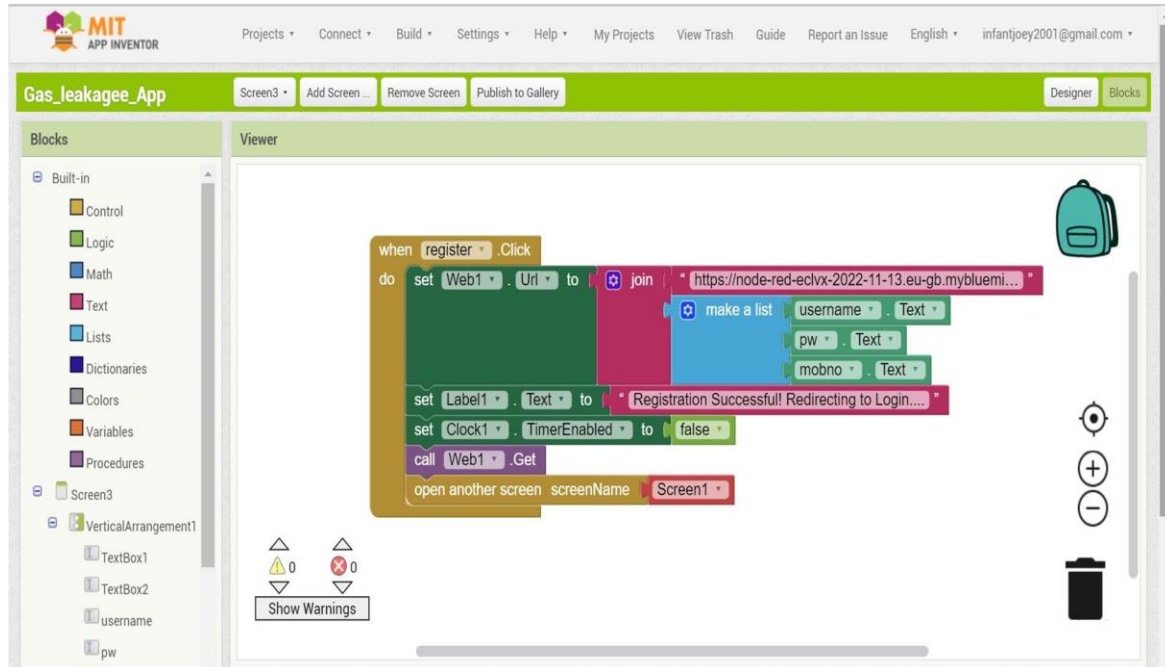 MIT
APP INVENTOR
Projects Connect Build Settings Help My Projects View Trash Guide Report an Issue English infantjoey2001@gmail.com
Gas_leakagee_App Screen3 Add Screen ... Remove Screen Publish to Gallery Designer Blocks
Blocks Viewer
Built-in
Control
Logic
Math
Text
Lists
Dictionaries
Colors
Variables
Procedures
Screen3
VerticalArrangement1
TextBox1
TextBox2
username
pw
when register .Click
do set Web1 . Url to join " https://node-red-eclvx-2022-11-13.eu-gb.mybluemi... "
make a list username . Text
pw . Text
mobno . Text
set Label1 . Text to " Registration Successful! Redirecting to Login.... "
set Clock1 . TimerEnabled to false
call Web1 .Get
open another screen screenName Screen1
0 0
Show Warnings